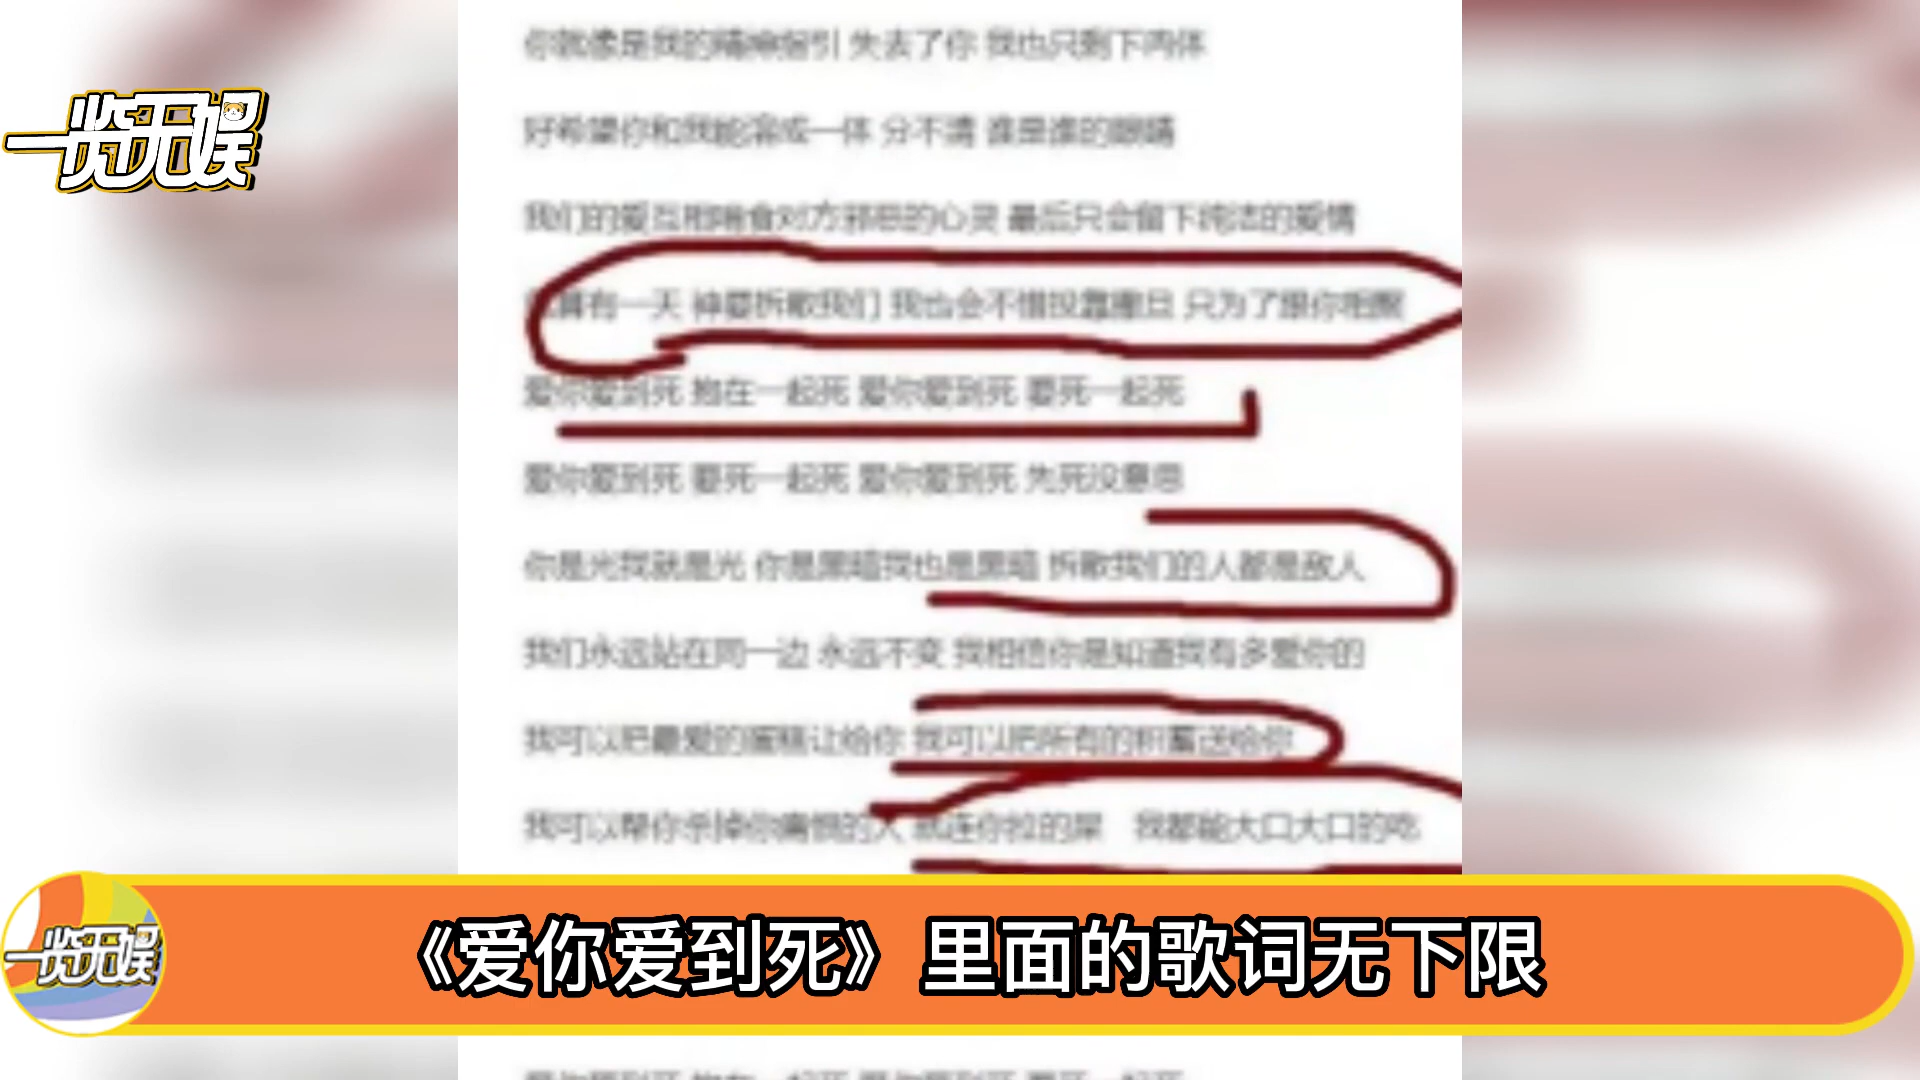 你就像是我的精神指引 失去了你 我也只剩下肉体
一览无娱
好希望你和我能溶成一体 分不清 谁是谁的眼睛
我们的爱互相啃食对方邪恶的心灵 最后只会留下纯洁的爱情
算有一天 神要拆散我们 我也会不惜投靠撒旦 只为了跟你
爱你爱到死 抱在一起死 爱你爱到死 要死一起死
爱你爱到死 要死一起死 爱你爱到死 先死没意思
你是光我就是光 你是黑暗我也是黑暗 拆散我们的人都是敌人
我们永远站在同一边 永远不变 我相信你是知道我有多爱你的
我可以把最爱的蛋糕让给你 我可以把所有的积蓄送给你
我可以帮你杀掉你痛恨的人 就连你拉的屎 我都能大口大口的吃
一览无娱
《爱你爱到死》里面的歌词无下限